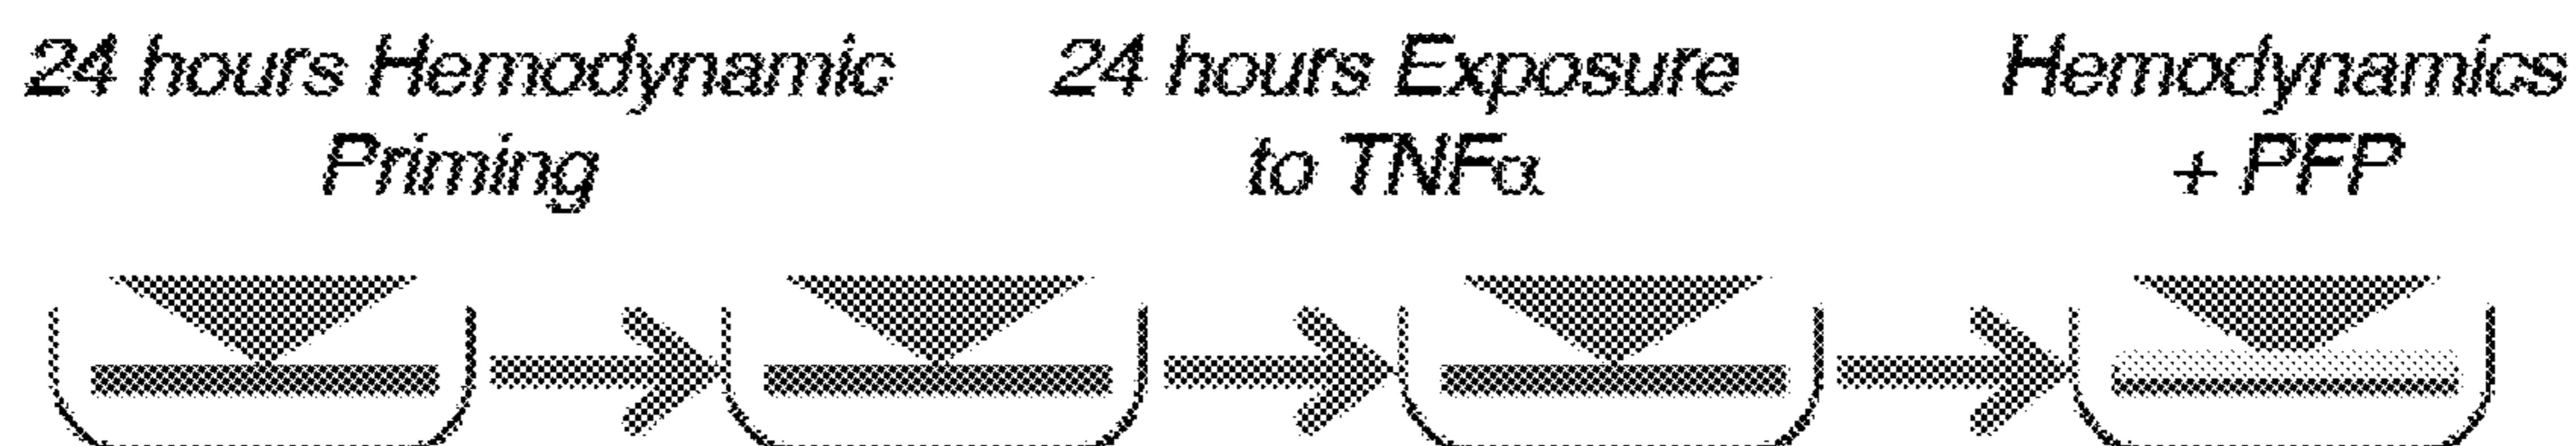 24 hours Hemodynamic
Priming
24 hours Exposure
to TNFα
Hemodynamics
+ PFP